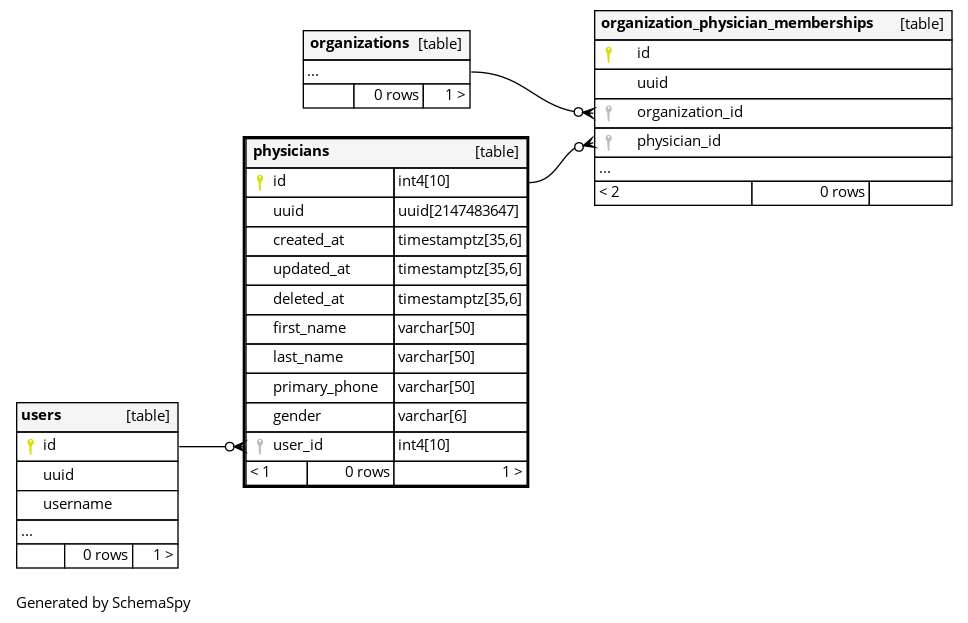 organizations [table]
...
0 rows 1 >
organization_physician_memberships [table]
id
uuid
organization_id
physician_id
...
< 2 0 rows
physicians [table]
id int4[10]
uuid uuid[2147483647]
created_at timestamptz[35,6]
updated_at timestamptz[35,6]
deleted_at timestamptz[35,6]
first_name varchar[50]
last_name varchar[50]
primary_phone varchar[50]
gender varchar[6]
user_id int4[10]
< 1 0 rows 1 >
users [table]
id
uuid
username
...
0 rows 1 >
Generated by SchemaSpy